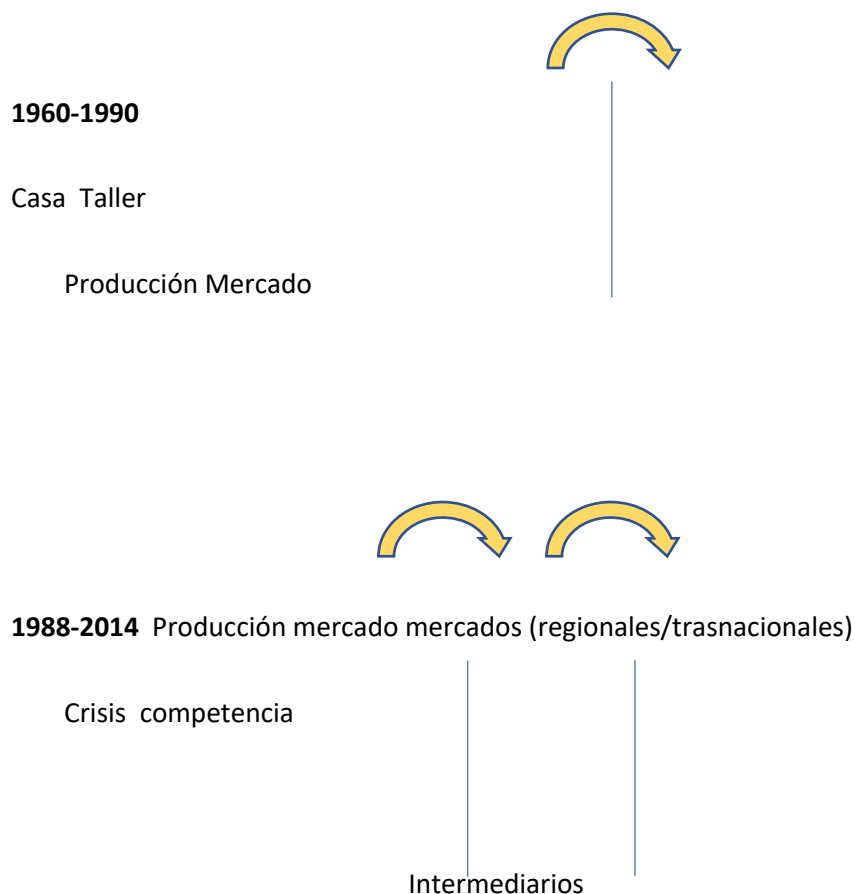 1960-1990
Casa Taller
Producción Mercado
1988-2014 Producción mercado mercados (regionales/trasnacionales)
Crisis competencia
Intermediarios